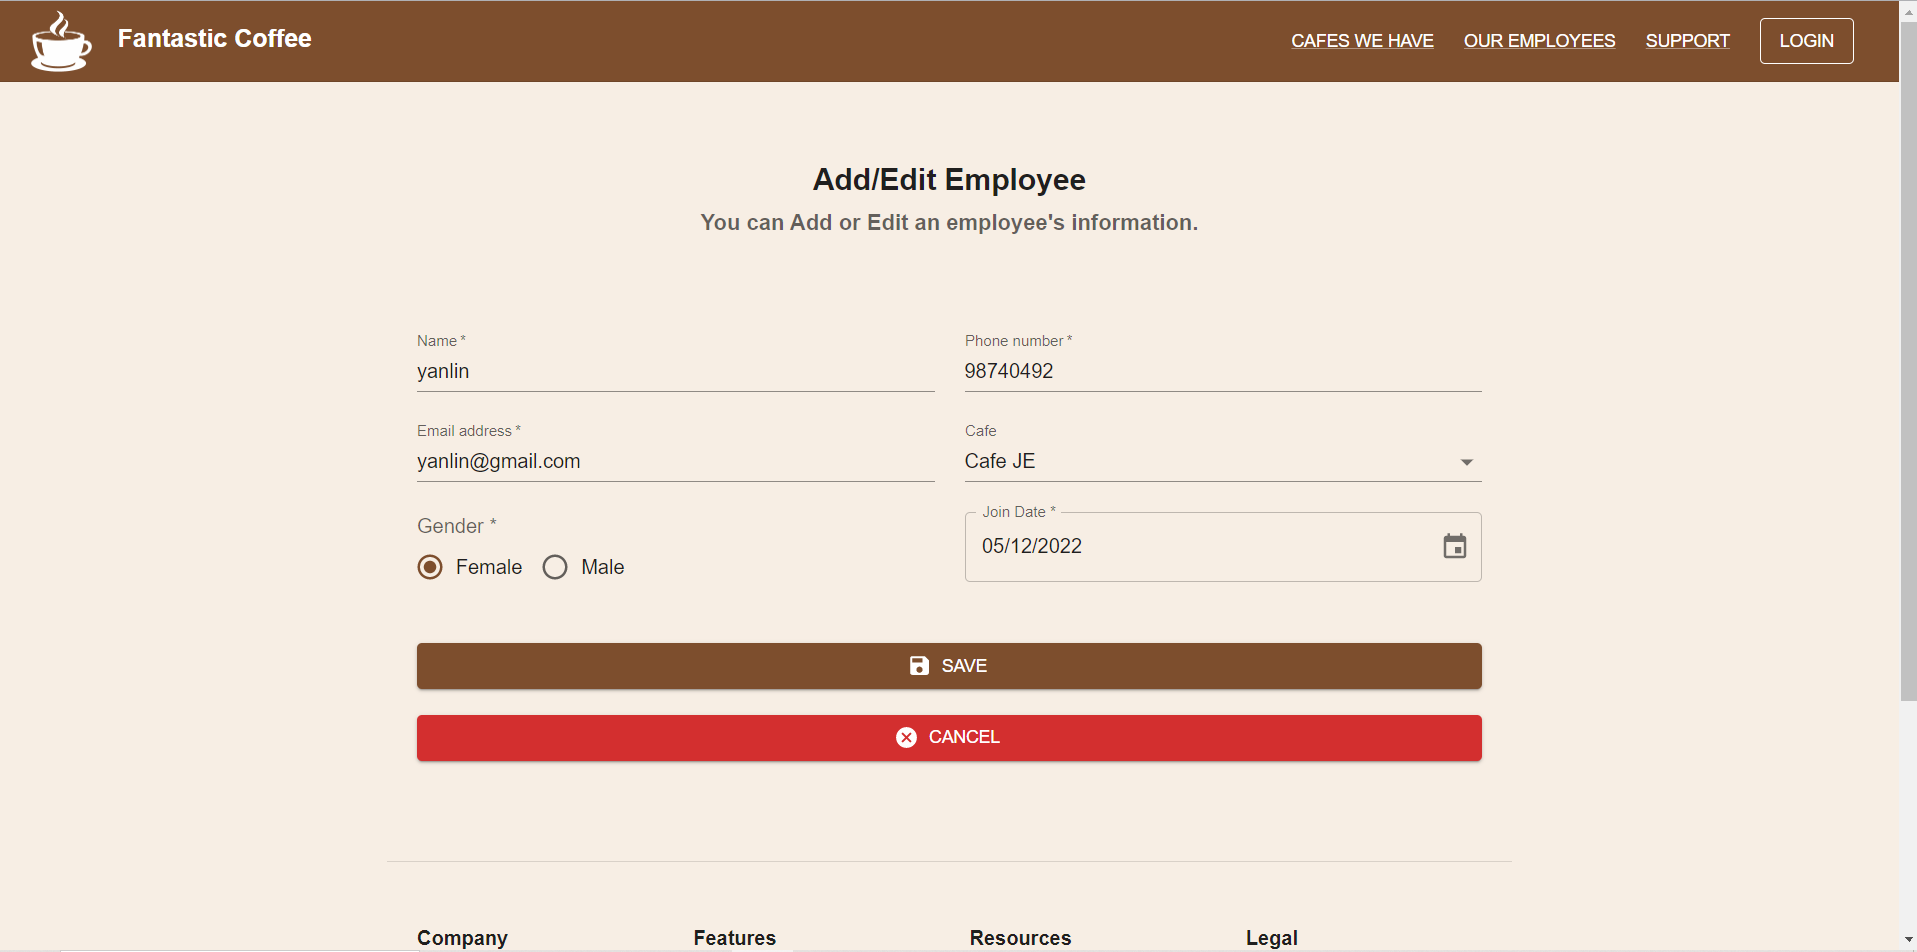 Fantastic Coffee
CAFES WE HAVE OUR EMPLOYEES SUPPORT LOGIN
Add/Edit Employee
You can Add or Edit an employee's information.
Name * Phone number *
yanlin 98740492
Email address * Cafe
yanlin@gmail.com Cafe JE
Gender * Join Date *
05/12/2022
Female Male
SAVE
CANCEL
Company Features Resources Legal